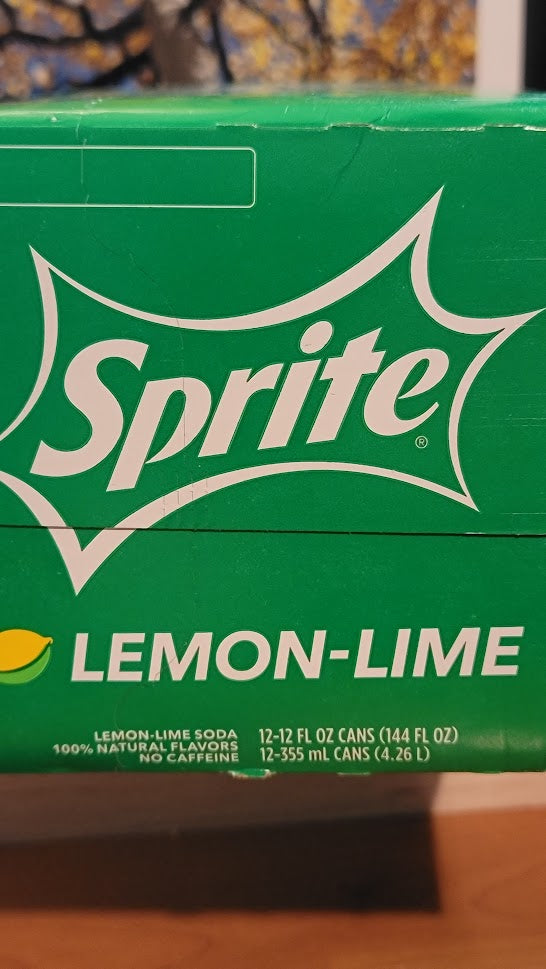 Sprite®
LEMON-LIME
LEMON-LIME SODA
100% NATURAL FLAVORS
NO CAFFEINE
12-12 FL OZ CANS (144 FL OZ)
12-355 mL CANS (4.26 L)